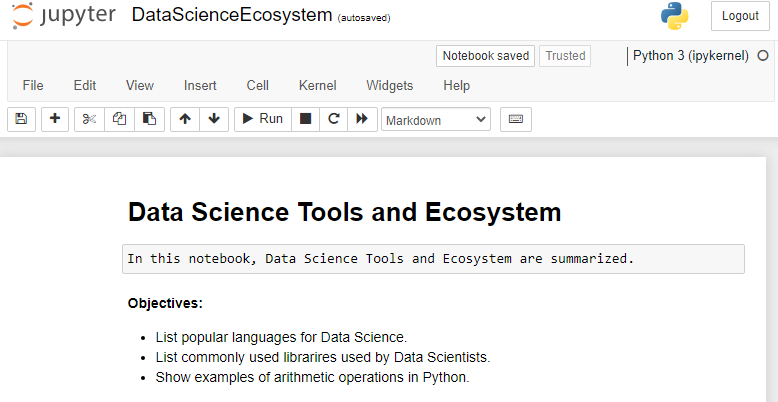 jupyter DataScienceEcosystem (autosaved)
Logout
Notebook saved Trusted Python 3 (ipykernel)
File Edit View Insert Cell Kernel Widgets Help
Run Markdown
Data Science Tools and Ecosystem
In this notebook, Data Science Tools and Ecosystem are summarized.
Objectives:
• List popular languages for Data Science.
• List commonly used librarires used by Data Scientists.
• Show examples of arithmetic operations in Python.